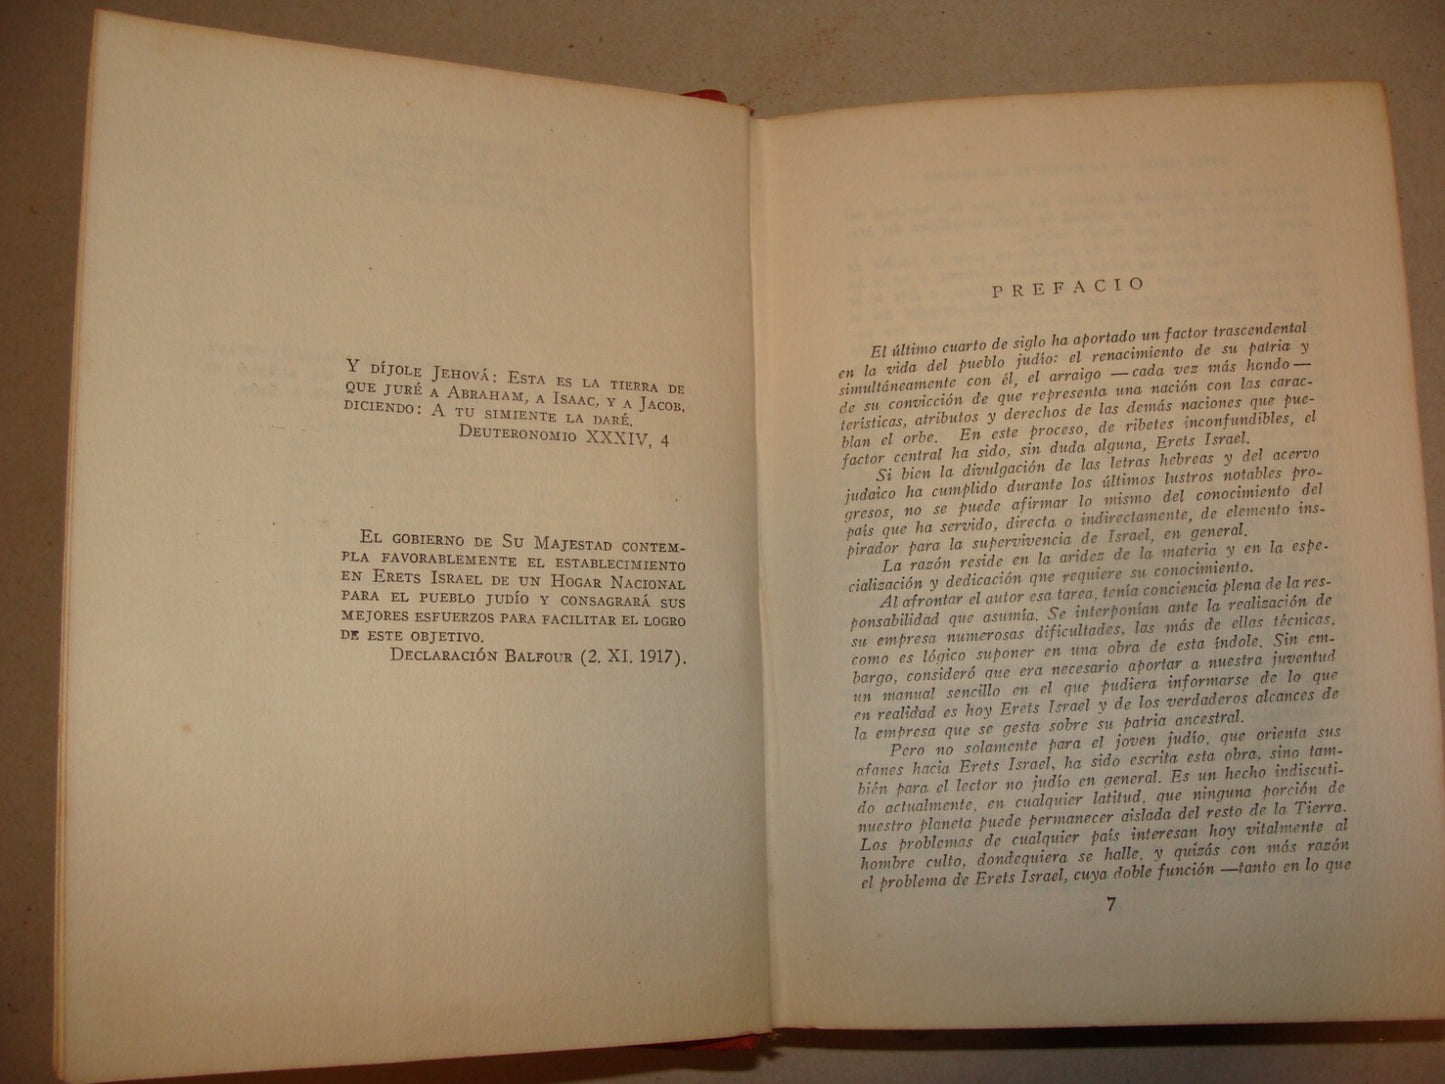 Y díjole Jehová: Esta es la tierra de
que juré a Abraham, a Isaac, y a Jacob,
diciendo: A tu simiente la daré.
Deuteronomio XXXIV, 4
El gobierno de Su Majestad contem-
pla favorablemente el establecimiento
en Erets Israel de un Hogar Nacional
para el pueblo judío y consagrará sus
mejores esfuerzos para facilitar el logro
de este objetivo.
Declaración Balfour (2. XI. 1917).
PREFACIO
El último cuarto de siglo ha aportado un factor trascendental
en la vida del pueblo judío: el renacimiento de su patria y
simultáneamente con él, el arraigo —cada vez más hondo—
de su convicción de que representa una nación con las carac-
terísticas, atributos y derechos de las demás naciones que pue-
blan el orbe. En este proceso, de ribetes inconfundibles, el
factor central ha sido, sin duda alguna, Erets Israel.
Si bien la divulgación de las letras hebreas y del acervo
judaico ha cumplido durante los últimos lustros notables pro-
gresos, no se puede afirmar lo mismo del conocimiento del
país que ha servido, directa o indirectamente, de elemento ins-
pirador para la supervivencia de Israel, en general.
La razón reside en la aridez de la materia y en la espe-
cialización y dedicación qne requiere su conocimiento.
Al afrontar el autor esa tarea, tenía conciencia plena de la res-
ponsabilidad que asumía. Se interponían ante la realización de
su empresa numerosas dificultades, las más de ellas técnicas,
como es lógico suponer en una obra de esta índole. Sin em-
bargo, consideró que era necesario aportar a nuestra juventud
un manual sencillo en el que pudiera informarse de lo que
en realidad es hoy Erets Israel y de los verdaderos alcances de
la empresa que se gesta sobre su patria ancestral.
Pero no solamente para el joven judío, que orienta sus
afanes hacia Erets Israel, ha sido escrita esta obra, sino tam-
bién para el lector no judío en general. Es un hecho indiscuti-
do actualmente, en cualquier latitud, que ninguna porción de
nuestro planeta puede permanecer aislada del resto de la Tierra.
Los problemas de cualquier país interesan hoy vitalmente al
hombre culto, dondequiera se halle, y quizás con más razón
el problema de Erets Israel, cuya doble función —tanto en lo que
7